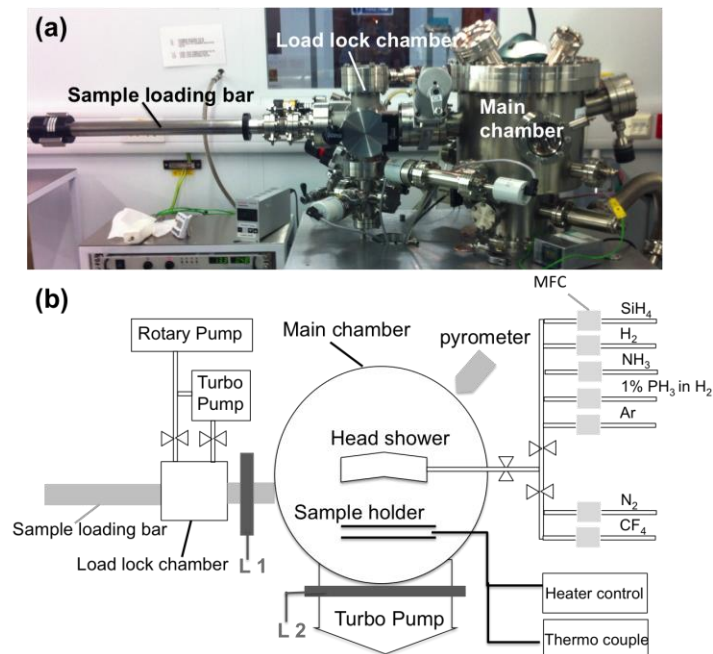 (a)
Load lock chamber
Sample loading bar
Main
chamber
(b)
MFC
SiH4
Rotary Pump
Main chamber
pyrometer
H2
NH3
Turbo
Pump
1% PH3 in H2
Ar
Head shower
Sample holder
N2
CF4
Sample loading bar
Load lock chamber
L 1
L 2
Turbo Pump
Heater control
Thermo couple